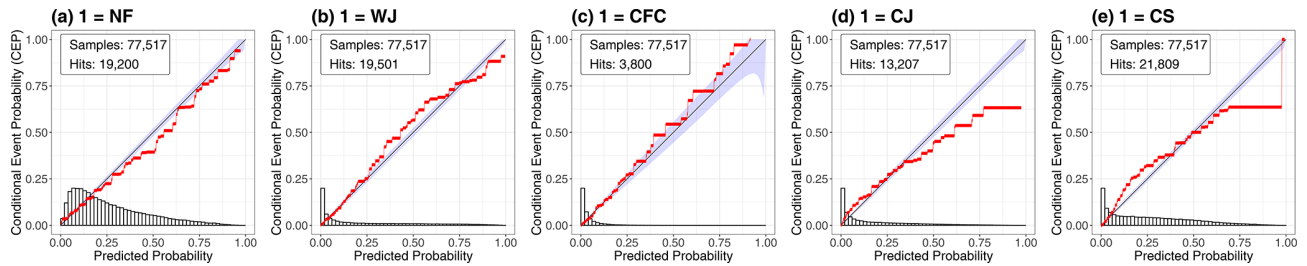 (a) 1 = NF
Conditional Event Probability (CEP)
1.00
0.75
0.50
0.25
0.00
Samples: 77,517
Hits: 19,200
0.00 0.25 0.50 0.75 1.00
Predicted Probability
(b) 1 = WJ
Conditional Event Probability (CEP)
1.00
0.75
0.50
0.25
0.00
Samples: 77,517
Hits: 19,501
0.00 0.25 0.50 0.75 1.00
Predicted Probability
(c) 1 = CFC
Conditional Event Probability (CEP)
1.00
0.75
0.50
0.25
0.00
Samples: 77,517
Hits: 3,800
0.00 0.25 0.50 0.75 1.00
Predicted Probability
(d) 1 = CJ
Conditional Event Probability (CEP)
1.00
0.75
0.50
0.25
0.00
Samples: 77,517
Hits: 13,207
0.00 0.25 0.50 0.75 1.00
Predicted Probability
(e) 1 = CS
Conditional Event Probability (CEP)
1.00
0.75
0.50
0.25
0.00
Samples: 77,517
Hits: 21,809
0.00 0.25 0.50 0.75 1.00
Predicted Probability